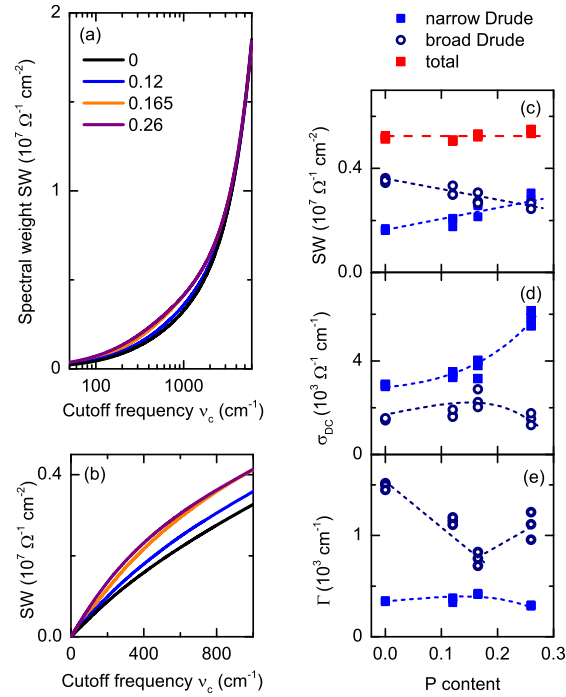 narrow Drude
broad Drude
total
(a)
0
0.12
0.165
0.26
2
1
0
100
1000
Spectral weight SW (10⁷ Ω⁻¹ cm⁻²)
Cutoff frequency ν_c (cm⁻¹)
(b)
0.4
0.0
0
400
800
SW (10⁷ Ω⁻¹ cm⁻²)
Cutoff frequency ν_c (cm⁻¹)
(c)
0.4
0.0
SW (10⁷ Ω⁻¹ cm⁻²)
(d)
6
3
0
σ_DC (10³ Ω⁻¹ cm⁻¹)
(e)
1
0
Γ (10³ cm⁻¹)
0.0
0.1
0.2
0.3
P content